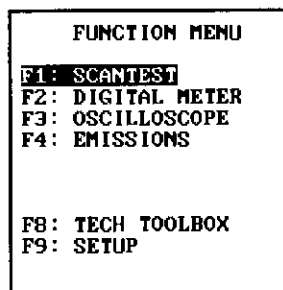 FUNCTION MENU
F1: SCANTEST
F2: DIGITAL METER
F3: OSCILLOSCOPE
F4: EMISSIONS
F8: TECH TOOLBOX
F9: SETUP